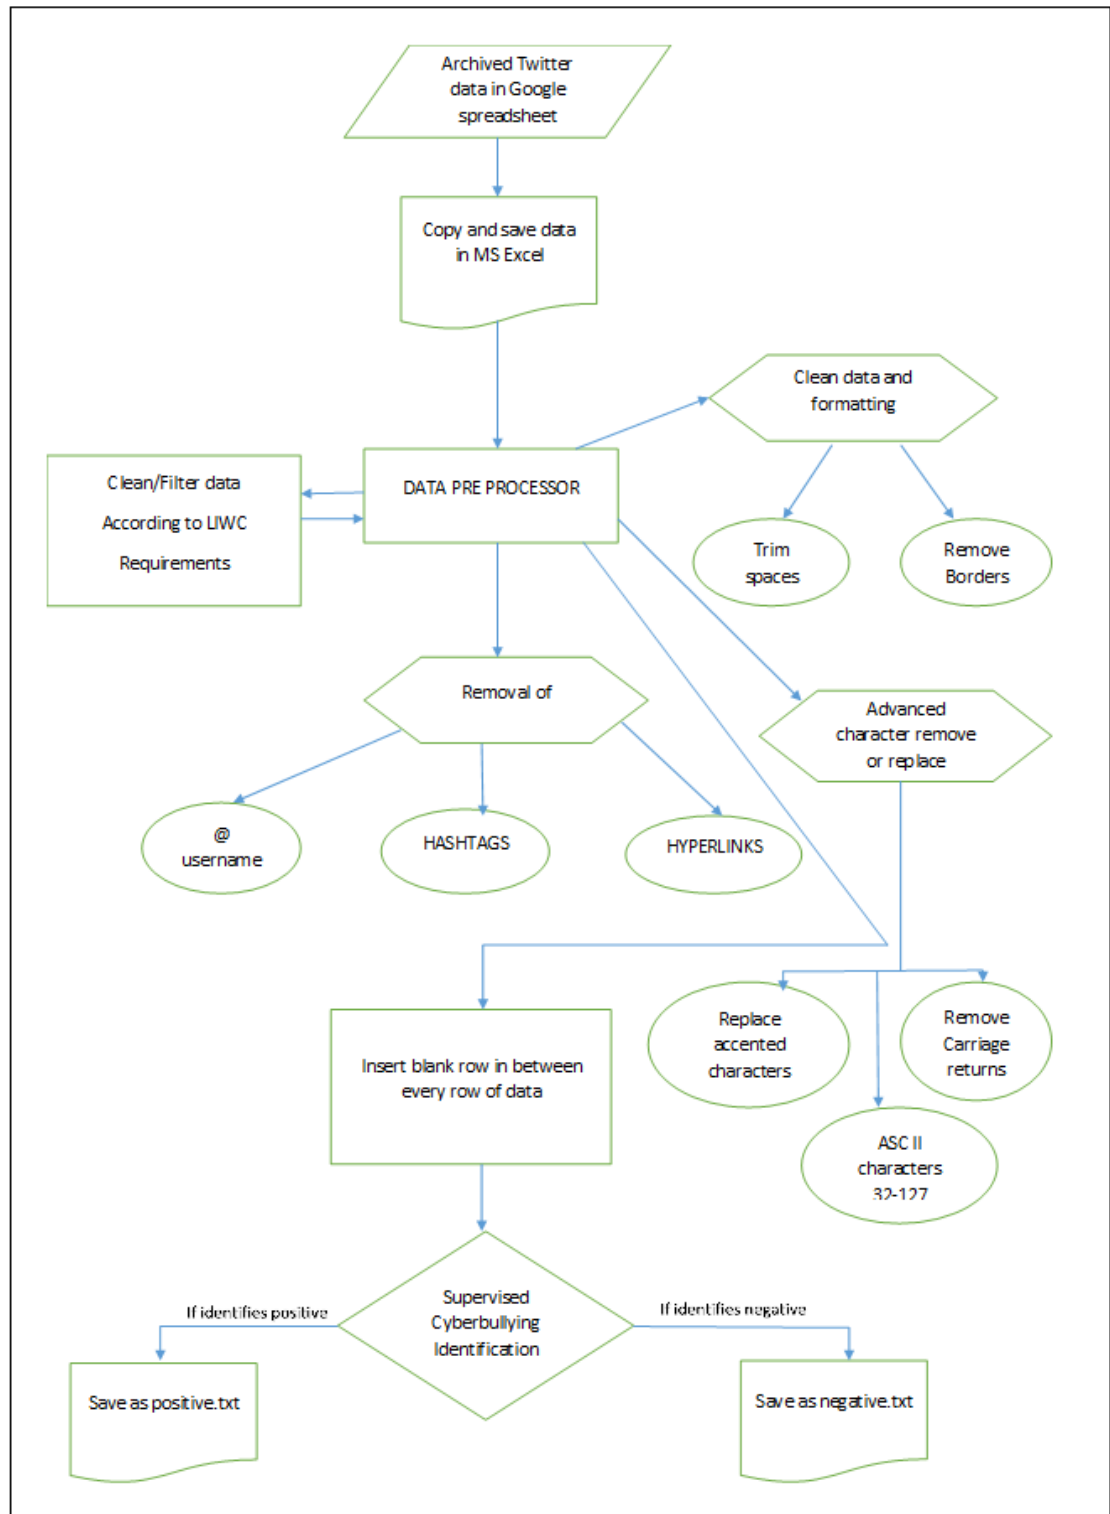 Archived Twitter
data in Google
spreadsheet
Copy and save data
in MS Excel
Clean data and
formatting
Clean/Filter data
According to LIWC
Requirements
DATA PRE PROCESSOR
Trim
spaces
Remove
Borders
Removal of
Advanced
character remove
or replace
@
username
HASHTAGS
HYPERLINKS
Replace
accented
characters
Remove
Carriage
returns
Insert blank row in between
every row of data
ASC II
characters
32-127
Supervised
Cyberbullying
Identification
If identifies positive
If identifies negative
Save as positive.txt
Save as negative.txt